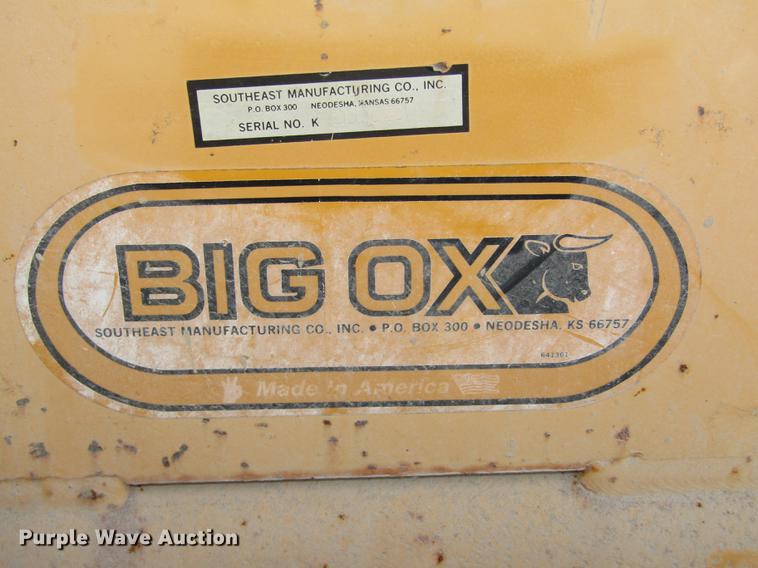 SOUTHEAST MANUFACTURING CO., INC.
P.O. BOX 300 NEODESHA, KANSAS 66757
SERIAL NO. K
BIG OX
SOUTHEAST MANUFACTURING CO., INC. • P.O. BOX 300 • NEODESHA, KS 66757
641361
Made In America
Purple Wave Auction